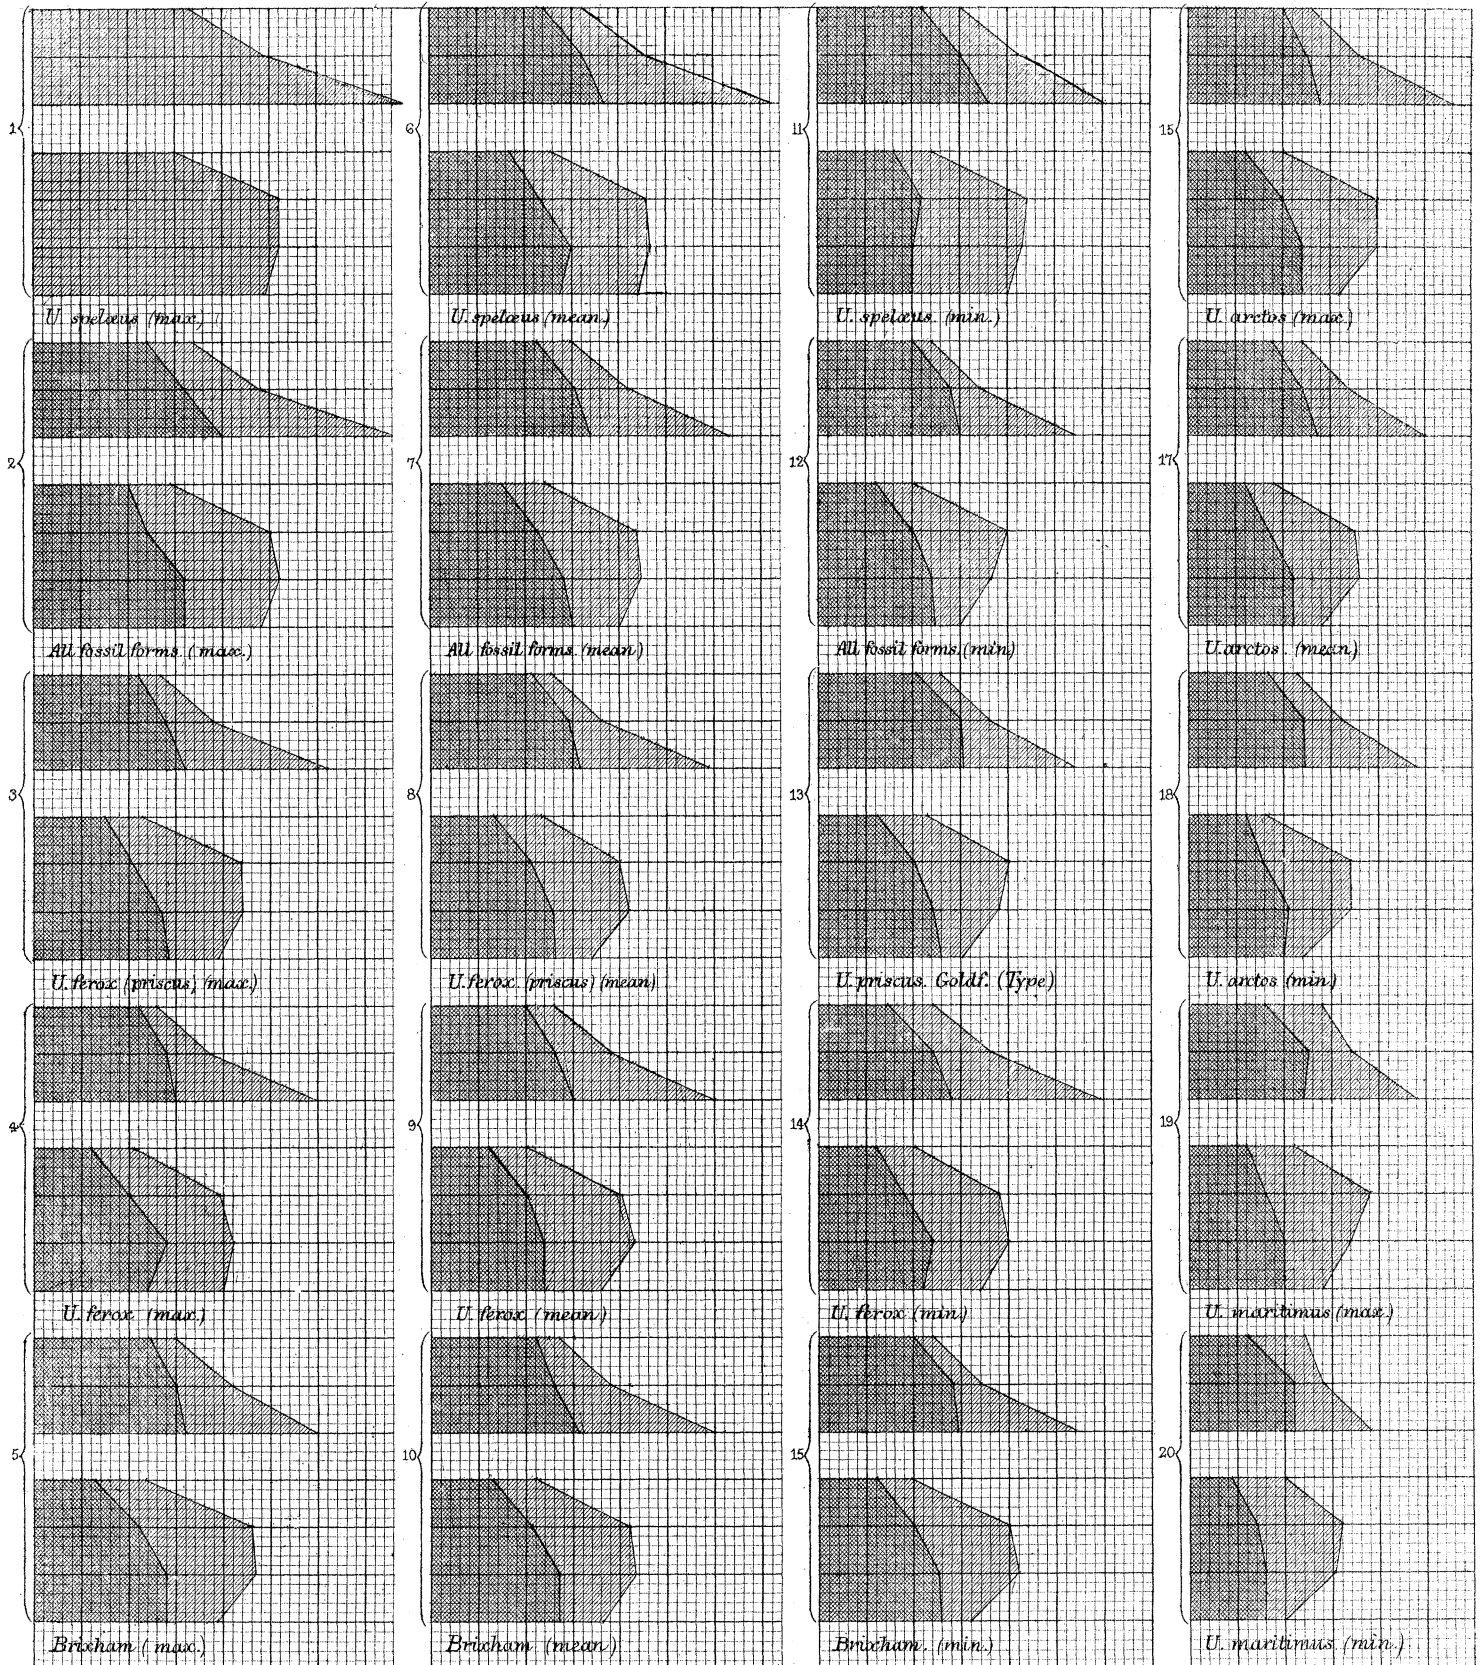 1
U. spelæus (max.)
2
All fossil forms. (max.)
3
U. ferox (priscus) (max.)
4
U. ferox. (max.)
5
Brixham (max.)
6
U. spelæus (mean.)
7
All fossil forms. (mean)
8
U. ferox. (priscus) (mean)
9
U. ferox (mean)
10
Brixham (mean)
11
U. spelæus. (min.)
12
All fossil forms. (min)
13
U. priscus. Goldf. (Type)
14
U. ferox (min.)
15
Brixham. (min.)
15
U. arctos (max.)
17
U. arctos. (mean)
18
U. arctos (min.)
19
U. maritimus (max.)
20
U. maritimus. (min.)